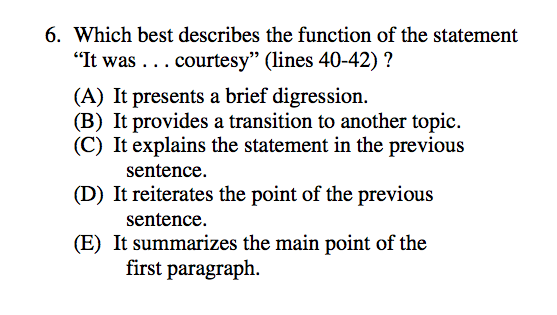 6. Which best describes the function of the statement
“It was . . . courtesy” (lines 40-42) ?
(A) It presents a brief digression.
(B) It provides a transition to another topic.
(C) It explains the statement in the previous
sentence.
(D) It reiterates the point of the previous
sentence.
(E) It summarizes the main point of the
first paragraph.